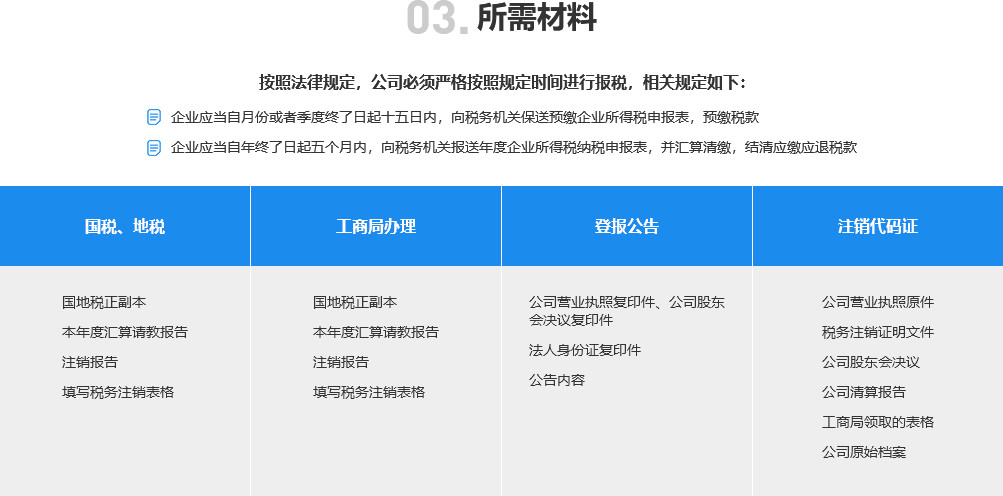 03. 所需材料
按照法律规定，公司必须严格按照规定时间进行报税，相关规定如下：
企业应当自月份或者季度终了日起十五日内，向税务机关保送预缴企业所得税申报表，预缴税款
企业应当自年终了日起五个月内，向税务机关报送年度企业所得税纳税申报表，并汇算清缴，结清应缴应退税款
国税、地税
国地税正副本
本年度汇算请教报告
注销报告
填写税务注销表格
工商局办理
国地税正副本
本年度汇算请教报告
注销报告
填写税务注销表格
登报公告
公司营业执照复印件、公司股东
会决议复印件
法人身份证复印件
公告内容
注销代码证
公司营业执照原件
税务注销证明文件
公司股东会决议
公司清算报告
工商局领取的表格
公司原始档案